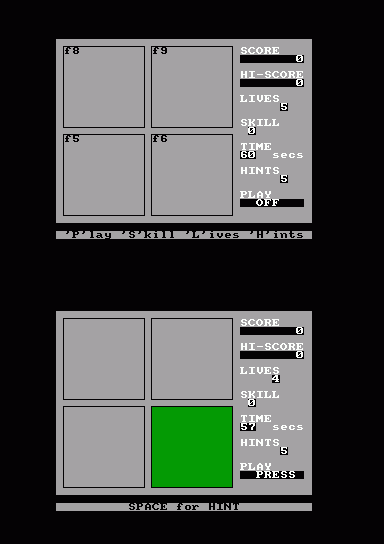 f8 f9 SCORE
0
HI-SCORE
0
LIVES
5
SKILL
0
f5 f6 TIME
60 secs
HINTS
5
PLAY
OFF
'P'lay 'S'kill 'L'ives 'H'ints
SCORE
0
HI-SCORE
0
LIVES
4
SKILL
0
TIME
57 secs
HINTS
5
PLAY
PRESS
SPACE for HINT